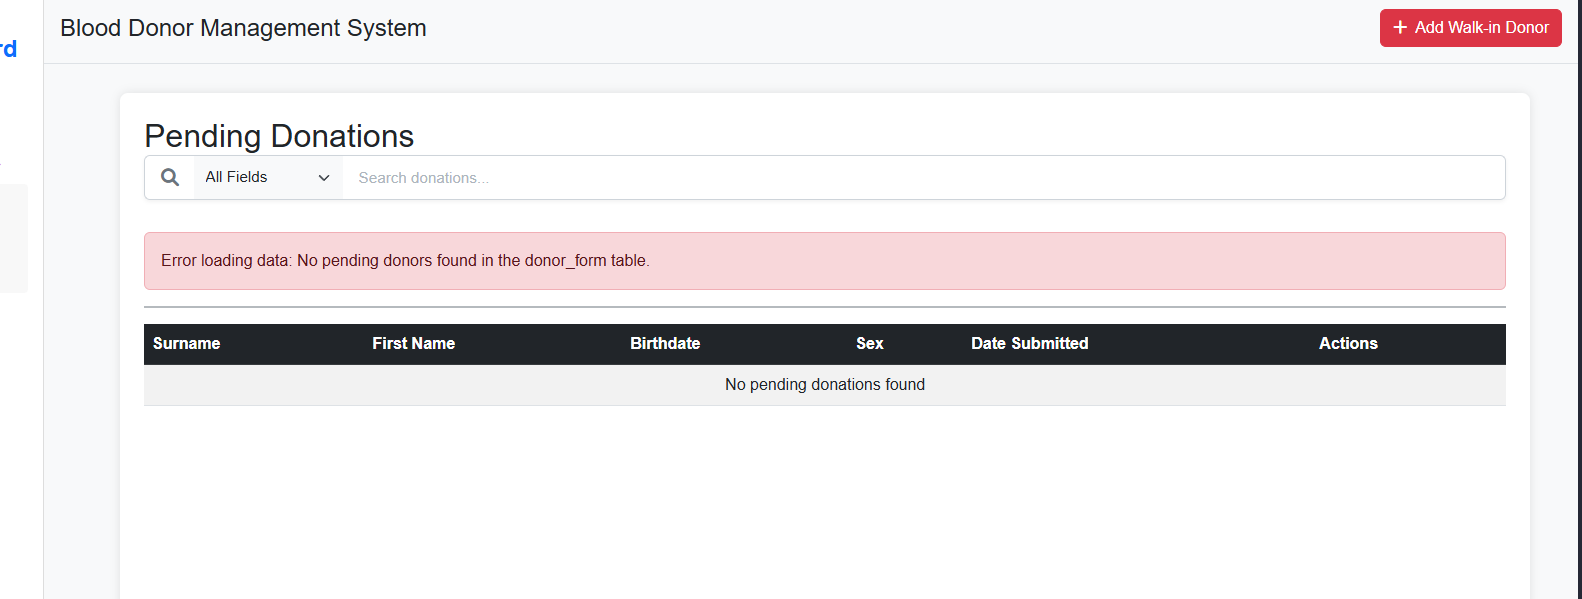 Blood Donor Management System
Add Walk-in Donor
rd
Pending Donations
All Fields
Search donations...
Error loading data: No pending donors found in the donor_form table.
Surname First Name Birthdate Sex Date Submitted Actions
No pending donations found